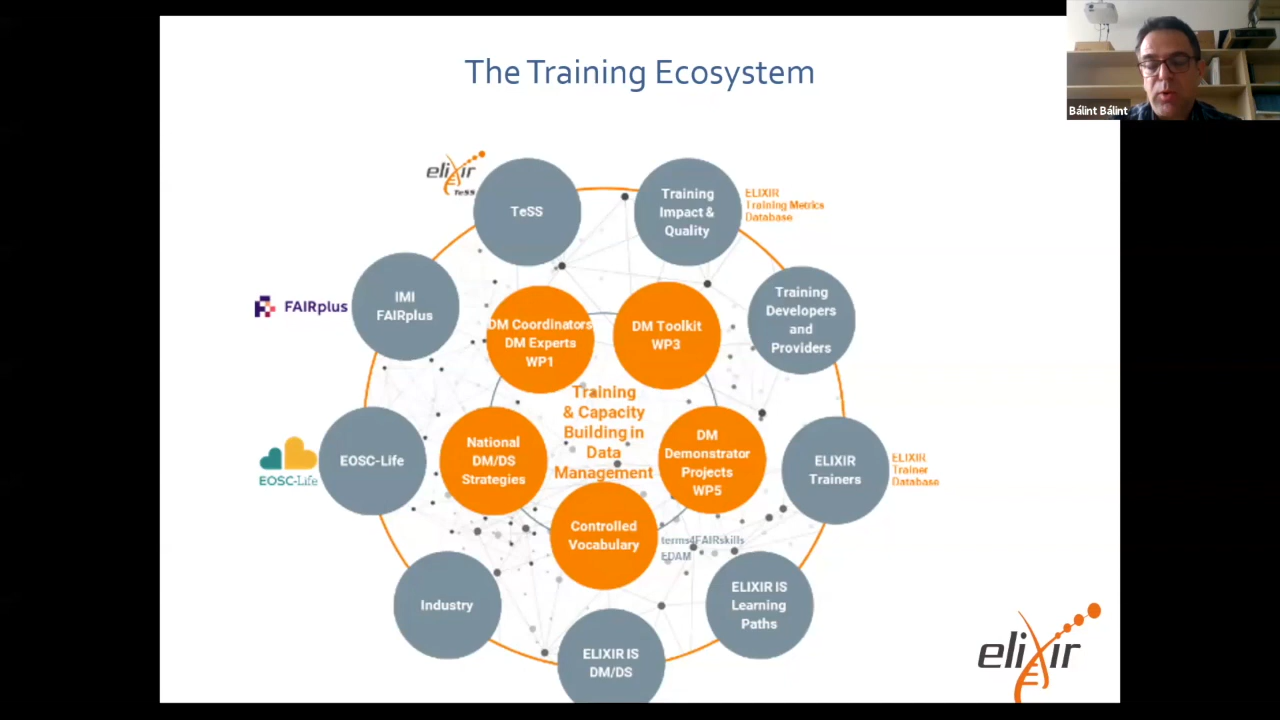 The Training Ecosystem
Bálint Bálint
elixir
TeSS
TeSS
Training
Impact &
Quality
ELIXIR
Training Metrics
Database
FAIRplus
IMI
FAIRplus
Training
Developers
and
Providers
DM Coordinators
DM Experts
WP1
DM Toolkit
WP3
Training
& Capacity
Building in
Data
Management
EOSC-Life
EOSC-Life
National
DM/DS
Strategies
DM
Demonstrator
Projects
WP5
ELIXIR
Trainers
ELIXIR
Trainer
Database
Controlled
Vocabulary
terms4FAIRskills
EDAM
Industry
ELIXIR IS
Learning
Paths
ELIXIR IS
DM/DS
elixir